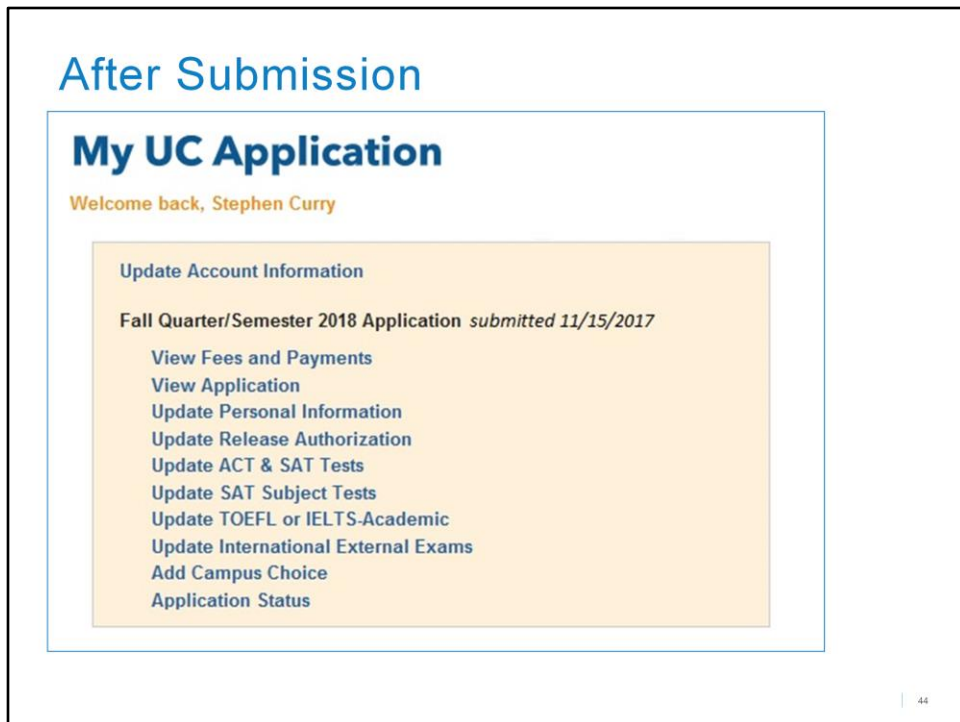 After Submission
My UC Application
Welcome back, Stephen Curry
Update Account Information
Fall Quarter/Semester 2018 Application submitted 11/15/2017
View Fees and Payments
View Application
Update Personal Information
Update Release Authorization
Update ACT & SAT Tests
Update SAT Subject Tests
Update TOEFL or IELTS-Academic
Update International External Exams
Add Campus Choice
Application Status
44